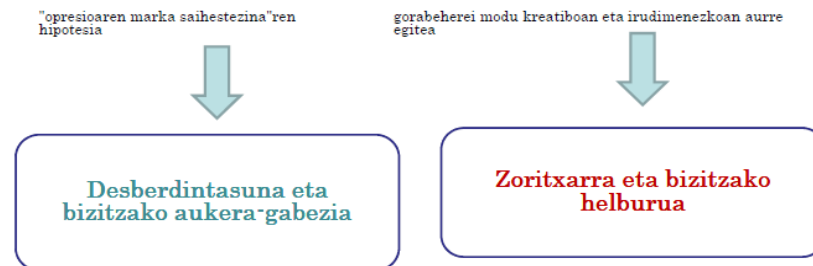 "opresioaren marka saihestezina"ren
hipotesia
gorabeherei modu kreatiboan eta irudimenezkoan aurre
egitea
Desberdintasuna eta
bizitzako aukera-gabezia
Zoritxarra eta bizitzako
helburua